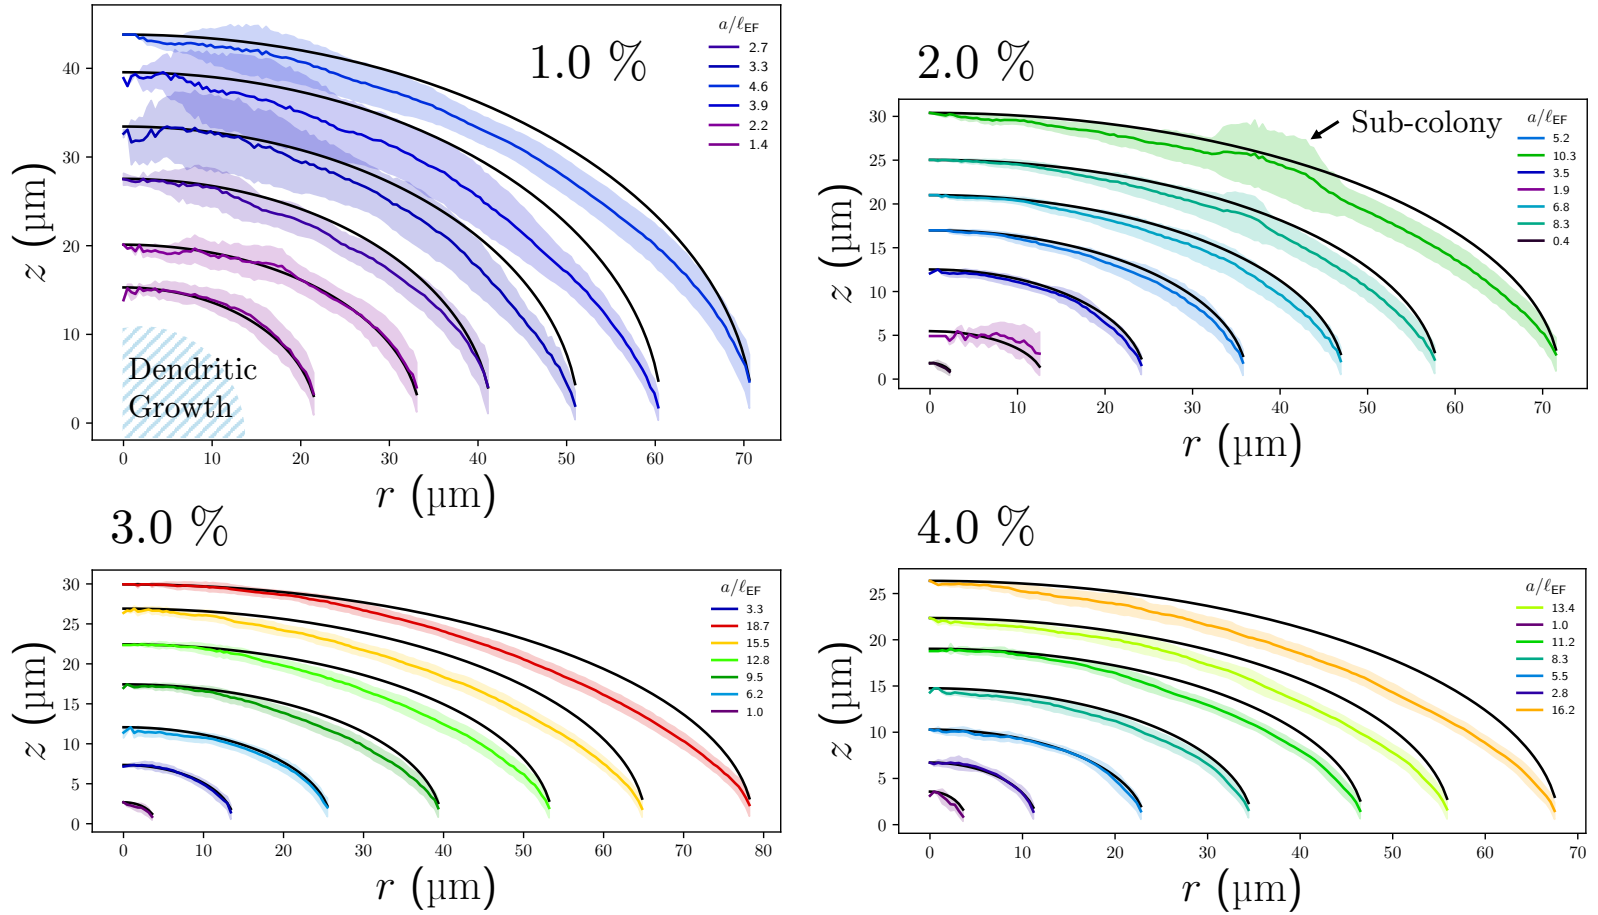 1.0 %
a/ℓEF
2.7
3.3
4.6
3.9
2.2
1.4
40
30
20
10
0
z (µm)
Dendritic
Growth
0 10 20 30 40 50 60 70
r (µm)
2.0 %
Sub-colony
a/ℓEF
5.2
10.3
3.5
1.9
6.8
8.3
0.4
30
25
20
15
10
5
0
z (µm)
0 10 20 30 40 50 60 70
r (µm)
3.0 %
a/ℓEF
3.3
18.7
15.5
12.8
9.5
6.2
1.0
30
25
20
15
10
5
0
z (µm)
0 10 20 30 40 50 60 70 80
r (µm)
4.0 %
a/ℓEF
13.4
1.0
11.2
8.3
5.5
2.8
16.2
25
20
15
10
5
0
z (µm)
0 10 20 30 40 50 60 70
r (µm)